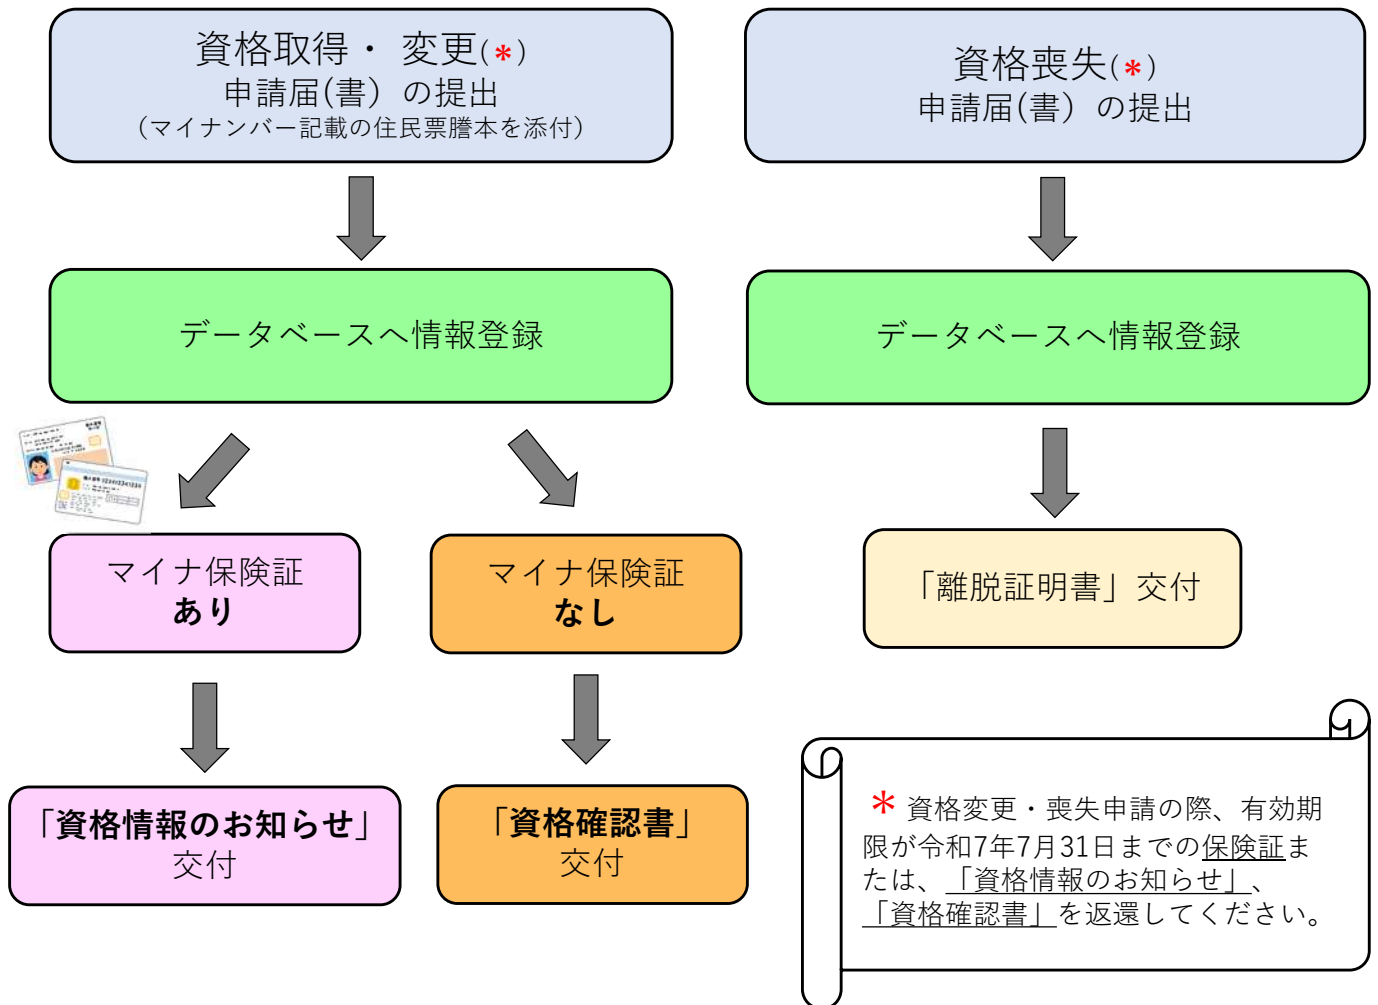 資格取得・ 変更(*)
申請届(書）の提出
（マイナンバー記載の住民票謄本を添付）
資格喪失(*)
申請届(書）の提出
データベースへ情報登録
データベースへ情報登録
マイナ保険証
あり
マイナ保険証
なし
「離脱証明書」交付
「資格情報のお知らせ」
交付
「資格確認書」
交付
* 資格変更・喪失申請の際、有効期
限が令和7年7月31日までの保険証ま
たは、「資格情報のお知らせ」、
「資格確認書」を返還してください。